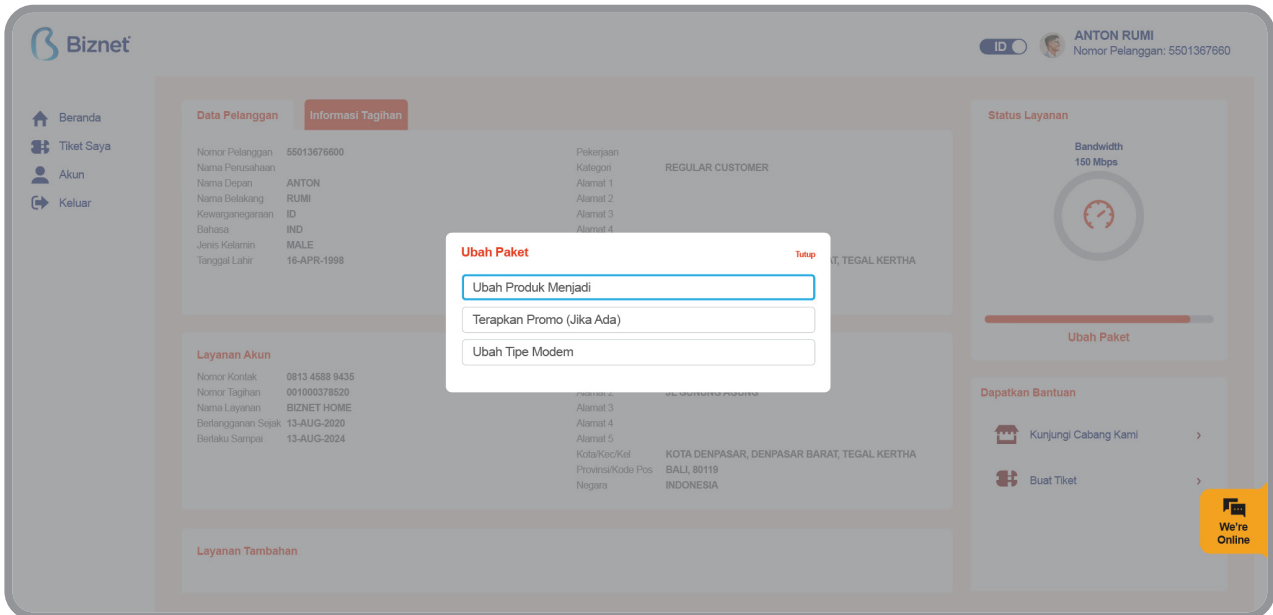 Biznet
ID
ANTON RUMI
Nomor Pelanggan: 5501367660
Beranda
Tiket Saya
Akun
Keluar
Data Pelanggan
Informasi Tagihan
Nomor Pelanggan 55013676600
Nama Perusahaan
Nama Depan ANTON
Nama Belakang RUMI
Kewarganegaraan ID
Bahasa IND
Jenis Kelamin MALE
Tanggal Lahir 16-APR-1998
Pekerjaan
Kategori REGULAR CUSTOMER
Alamat 1
Alamat 2
Alamat 3
Alamat 4
TEGAL KERTHA
Ubah Paket
Tutup
Ubah Produk Menjadi
Terapkan Promo (Jika Ada)
Ubah Tipe Modem
Layanan Akun
Nomor Kontak 0813 4588 9435
Nomor Tagihan 001000378520
Nama Layanan BIZNET HOME
Berlangganan Sejak 13-AUG-2020
Berlaku Sampai 13-AUG-2024
Alamat 2 JL GUNUNG AGUNG
Alamat 3
Alamat 4
Alamat 5
Kota/Kec/Kel KOTA DENPASAR, DENPASAR BARAT, TEGAL KERTHA
Provinsi/Kode Pos BALI, 80119
Negara INDONESIA
Layanan Tambahan
Status Layanan
Bandwidth
150 Mbps
Ubah Paket
Dapatkan Bantuan
Kunjungi Cabang Kami
Buat Tiket
We're
Online